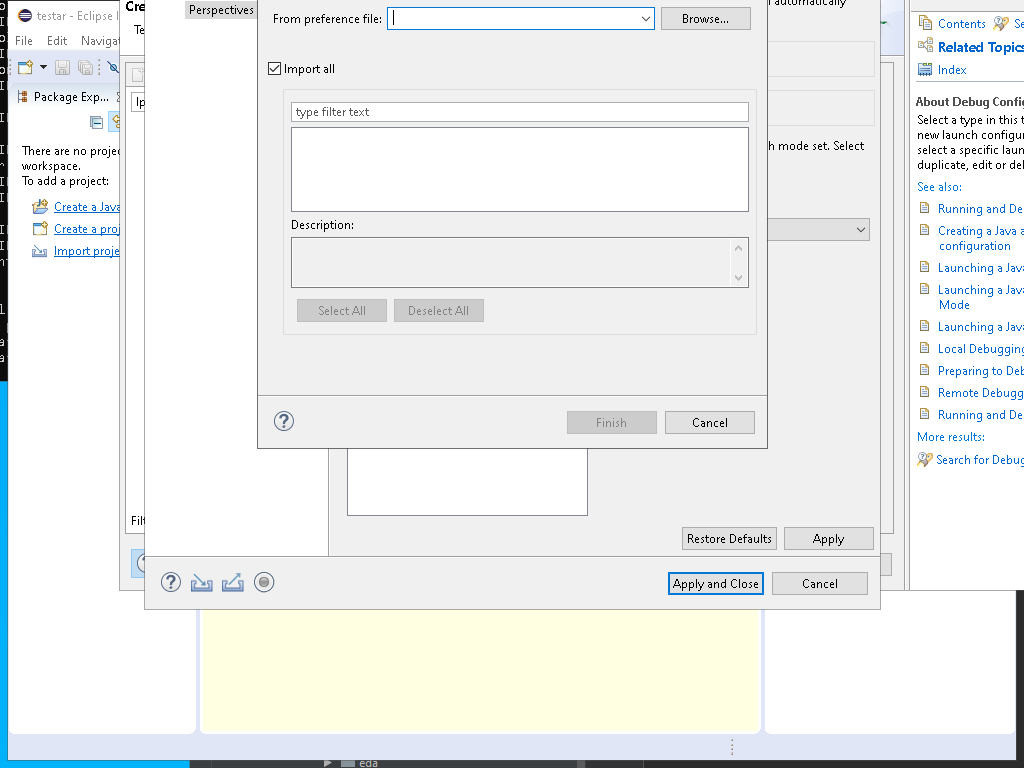 testar - Eclipse
File Edit Navigat
Package Exp...
There are no proje
workspace.
To add a project:
Create a Java
Create a proj
Import proje
Cre
Te
Filt
Perspectives
From preference file:
Browse...
Import all
type filter text
Description:
Select All
Deselect All
Finish
Cancel
automatically
h mode set. Select
Restore Defaults
Apply
Apply and Close
Cancel
Contents Se
Related Topics
Index
About Debug Config
Select a type in this t
new launch configur
select a specific laun
duplicate, edit or del
See also:
Running and De
Creating a Java a
configuration
Launching a Java
Launching a Java
Mode
Launching a Java
Local Debugging
Preparing to Deb
Remote Debugg
Running and De
More results:
Search for Debug
eda